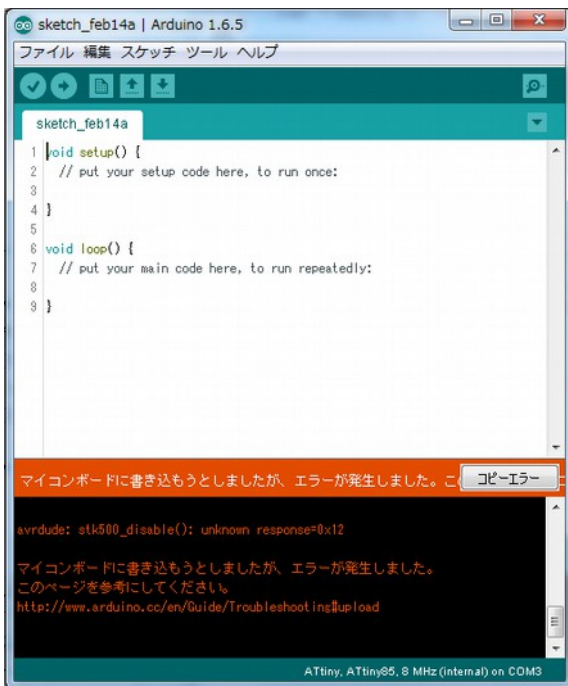 sketch_feb14a | Arduino 1.6.5
ファイル 編集 スケッチ ツール ヘルプ
sketch_feb14a
1 void setup() {
2 // put your setup code here, to run once:
3
4 }
5
6 void loop() {
7 // put your main code here, to run repeatedly:
8
9 }
マイコンボードに書き込もうとしましたが、エラーが発生しました。こ
コピーエラー
avrdude: stk500_disable(): unknown response=0x12
マイコンボードに書き込もうとしましたが、エラーが発生しました。
このページを参考にしてください。
http://www.arduino.cc/en/Guide/Troubleshooting#upload
ATtiny, ATtiny85, 8 MHz (internal) on COM3